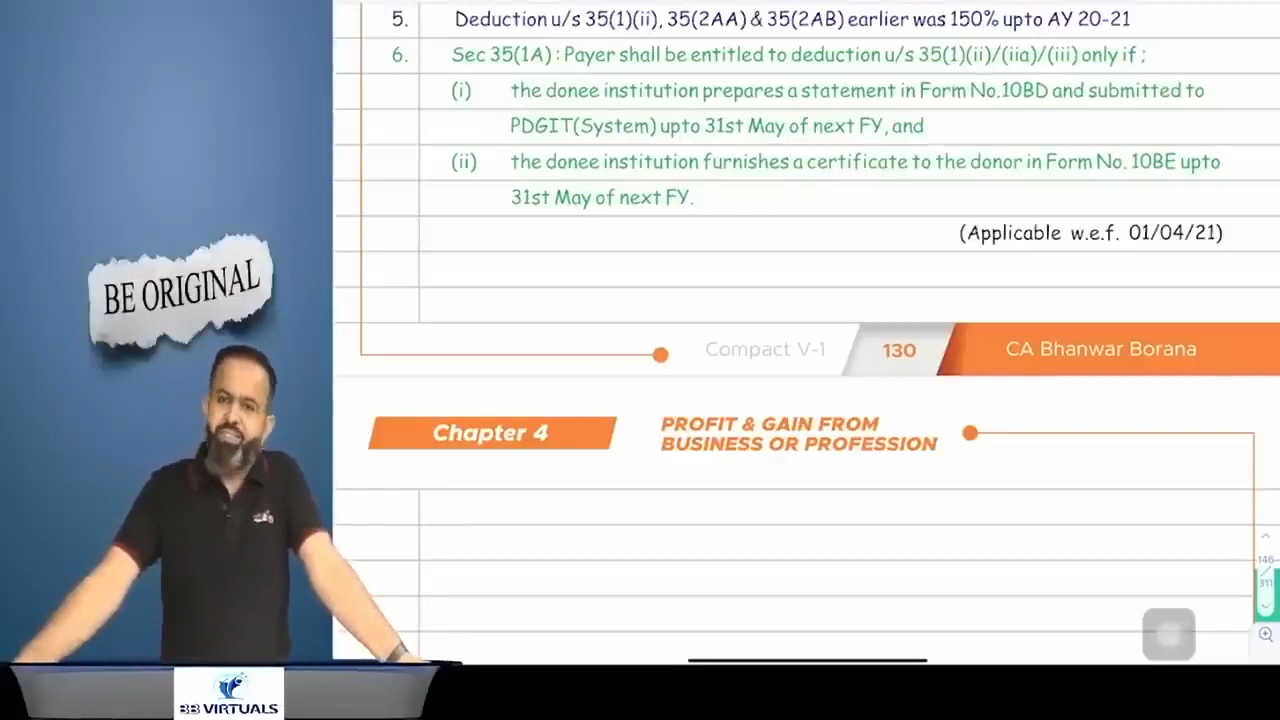 5. Deduction u/s 35(1)(ii), 35(2AA) & 35(2AB) earlier was 150% upto AY 20-21
6. Sec 35(1A) : Payer shall be entitled to deduction u/s 35(1)(ii)/(iia)/(iii) only if ;
(i) the donee institution prepares a statement in Form No.10BD and submitted to
PDGIT(System) upto 31st May of next FY, and
(ii) the donee institution furnishes a certificate to the donor in Form No. 10BE upto
31st May of next FY.
(Applicable w.e.f. 01/04/21)
BE ORIGINAL
Compact V-1 130 CA Bhanwar Borana
Chapter 4 PROFIT & GAIN FROM
BUSINESS OR PROFESSION
146
311
BB VIRTUALS